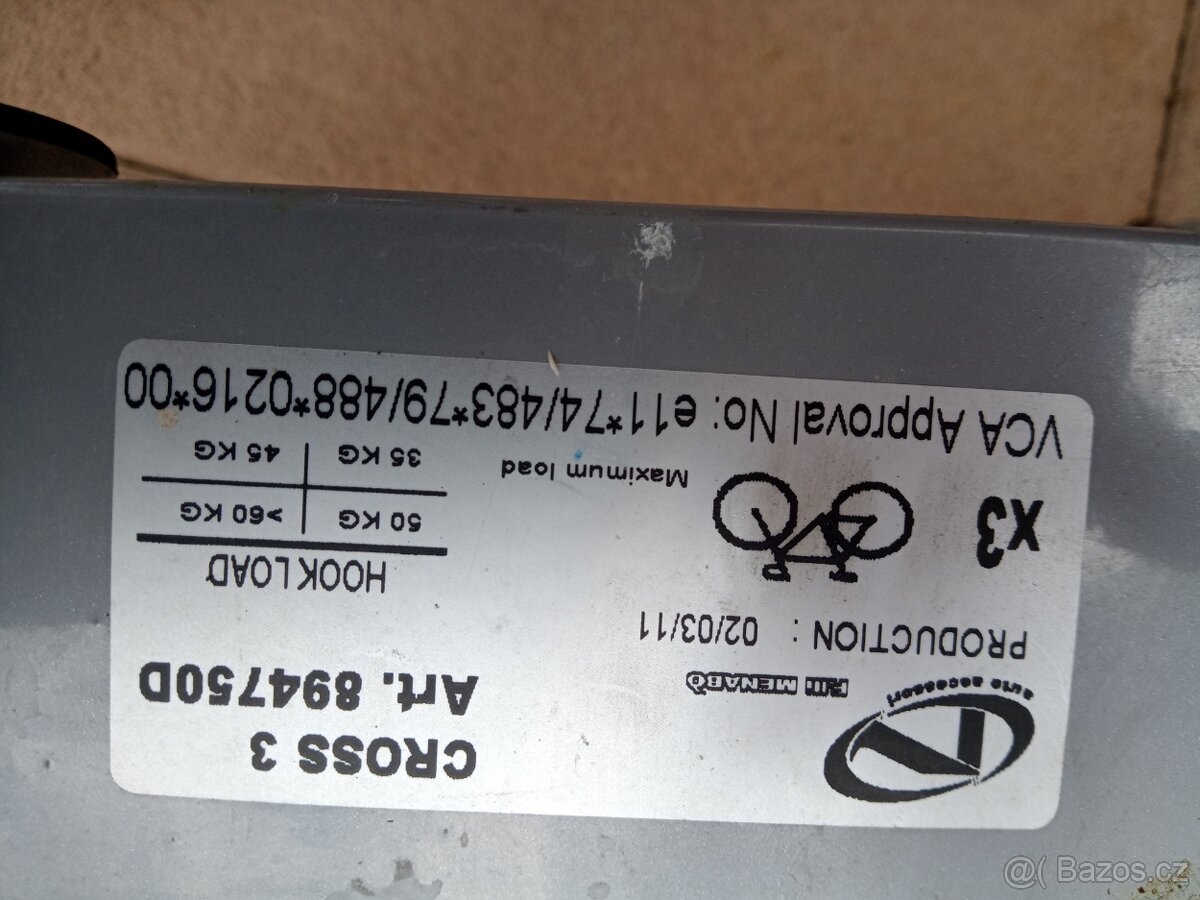 auto accessori
F.lli MENABÒ
CROSS 3
Art. 894750D
PRODUCTION : 02/03/11
HOOK LOAD
50 KG >60 KG
x3
Maximum load
35 KG 45 KG
VCA Approval No: e11*74/483*79/488*0216*00
@( Bazos.cz